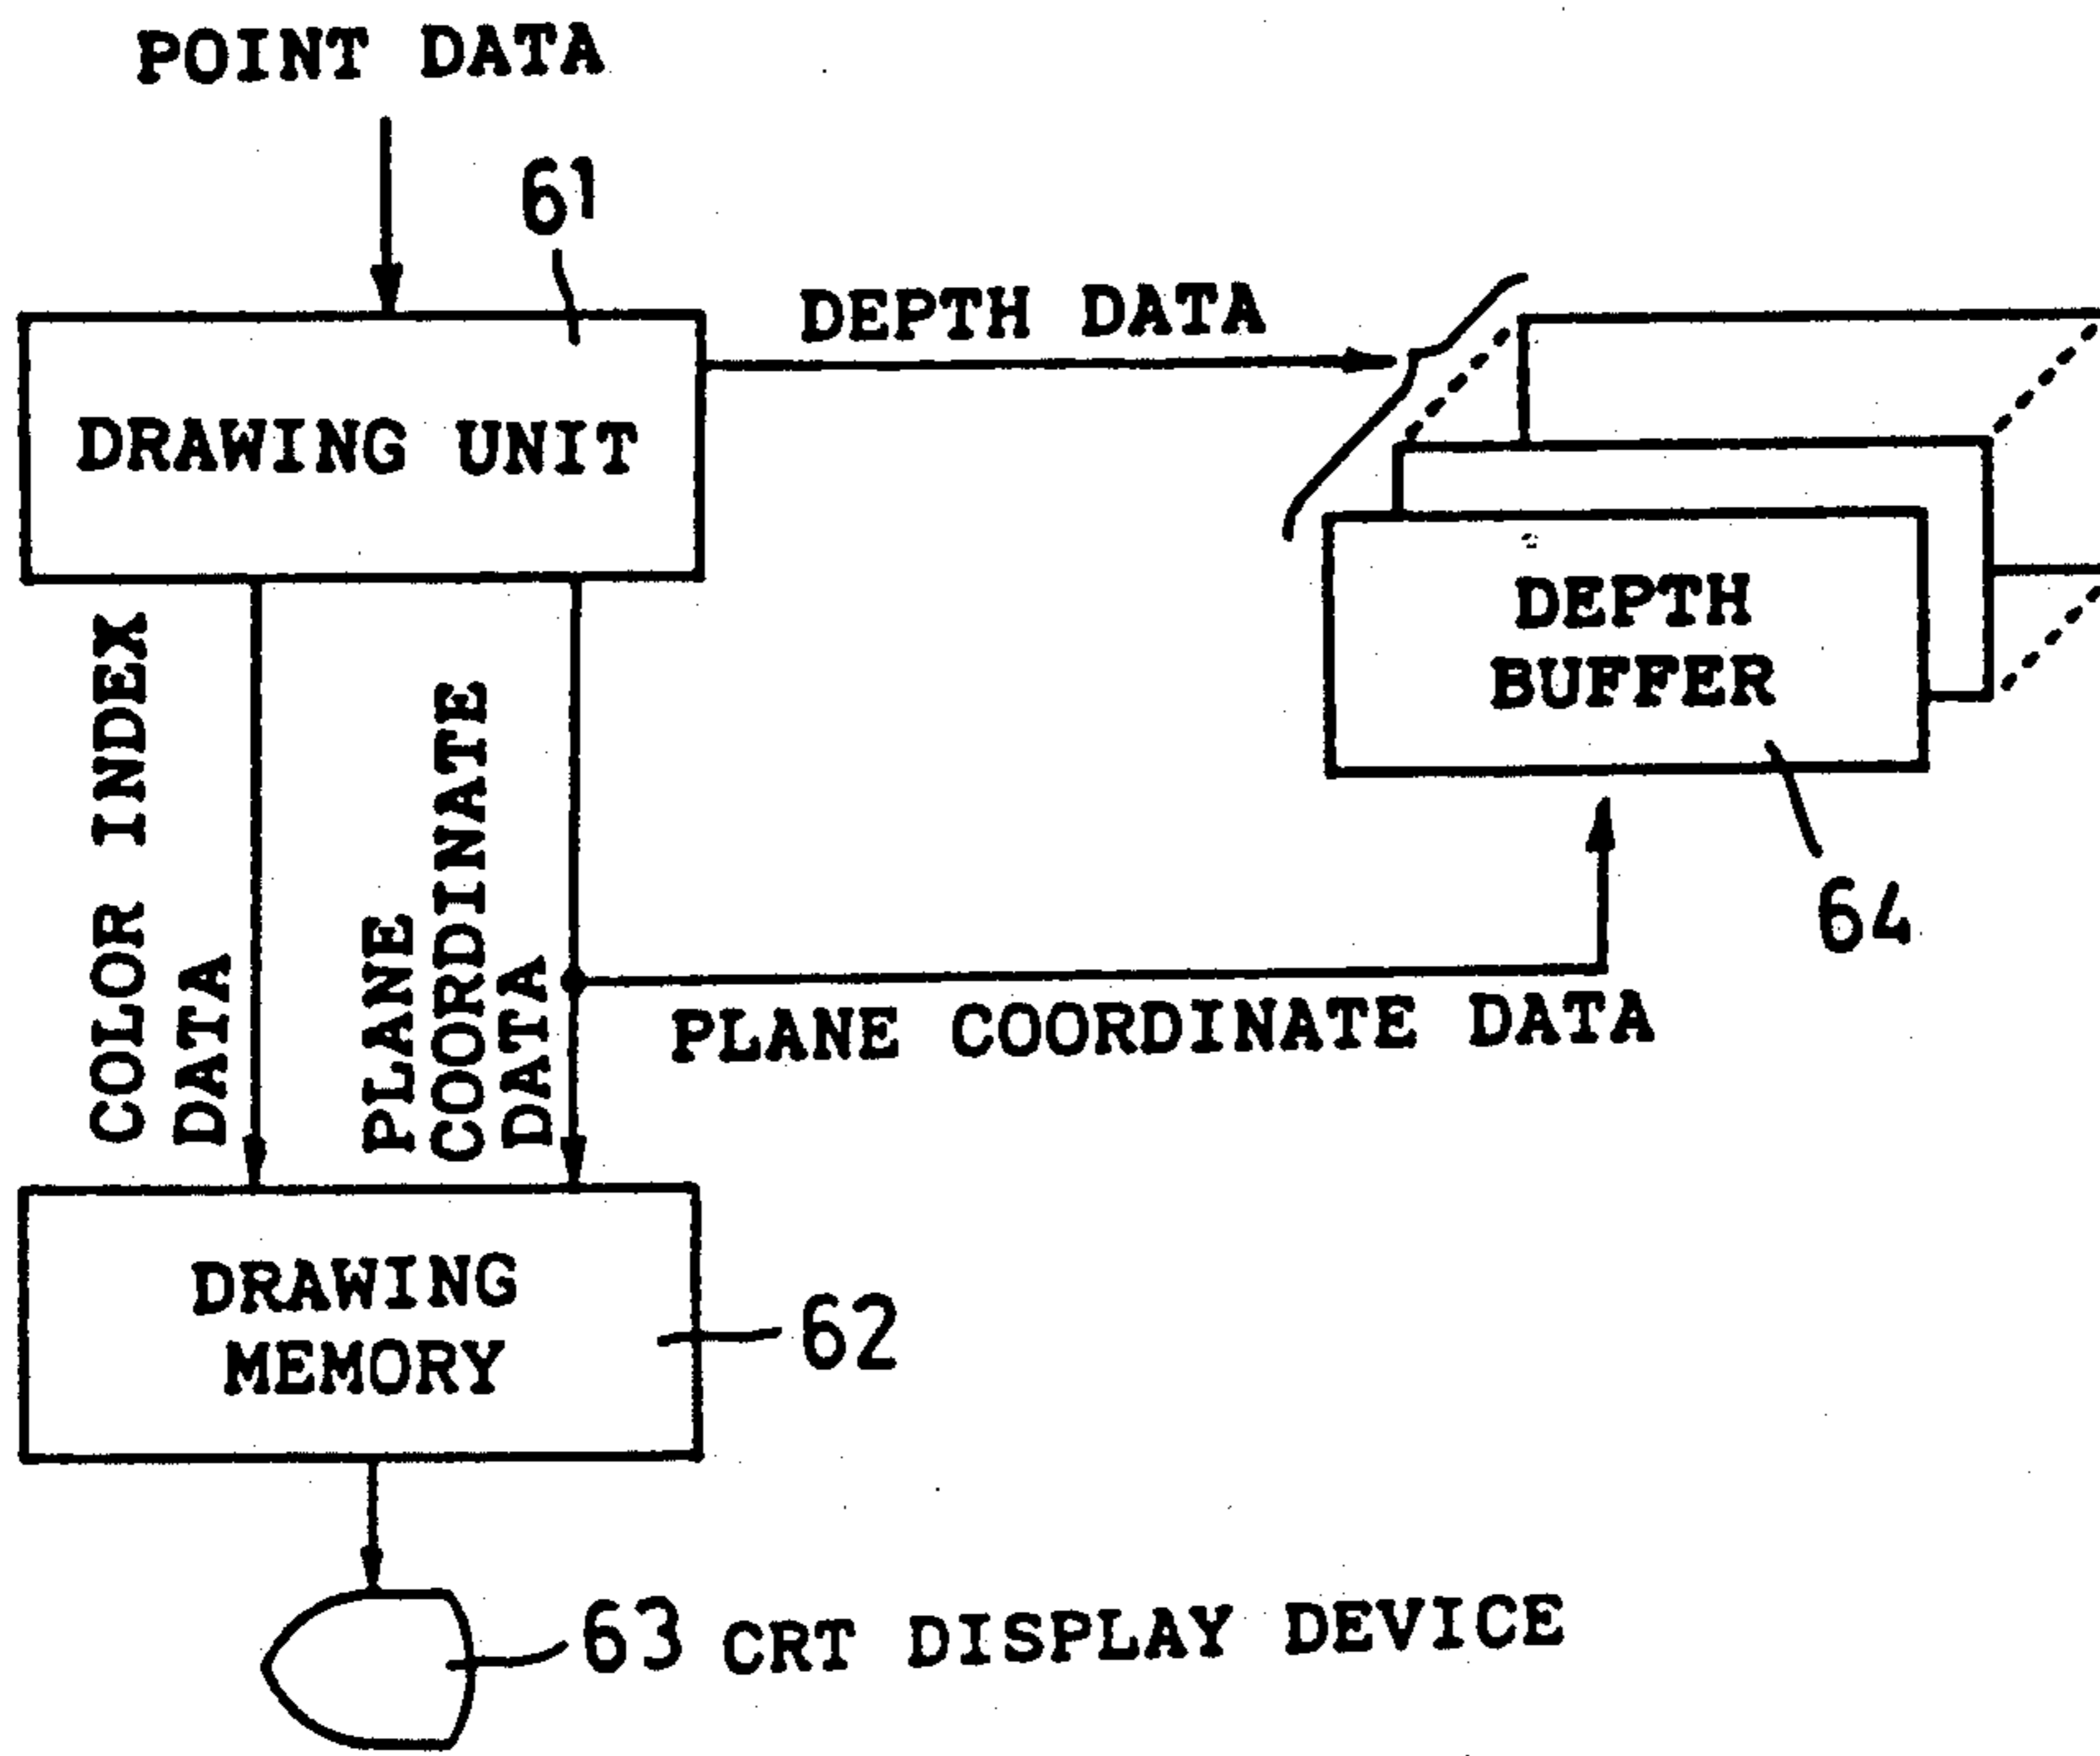 POINT DATA
61
DRAWING UNIT
DEPTH DATA
DEPTH
BUFFER
64
COLOR INDEX
DATA
PLANE
COORDINATE
DATA
PLANE COORDINATE DATA
DRAWING
MEMORY
62
63 CRT DISPLAY DEVICE